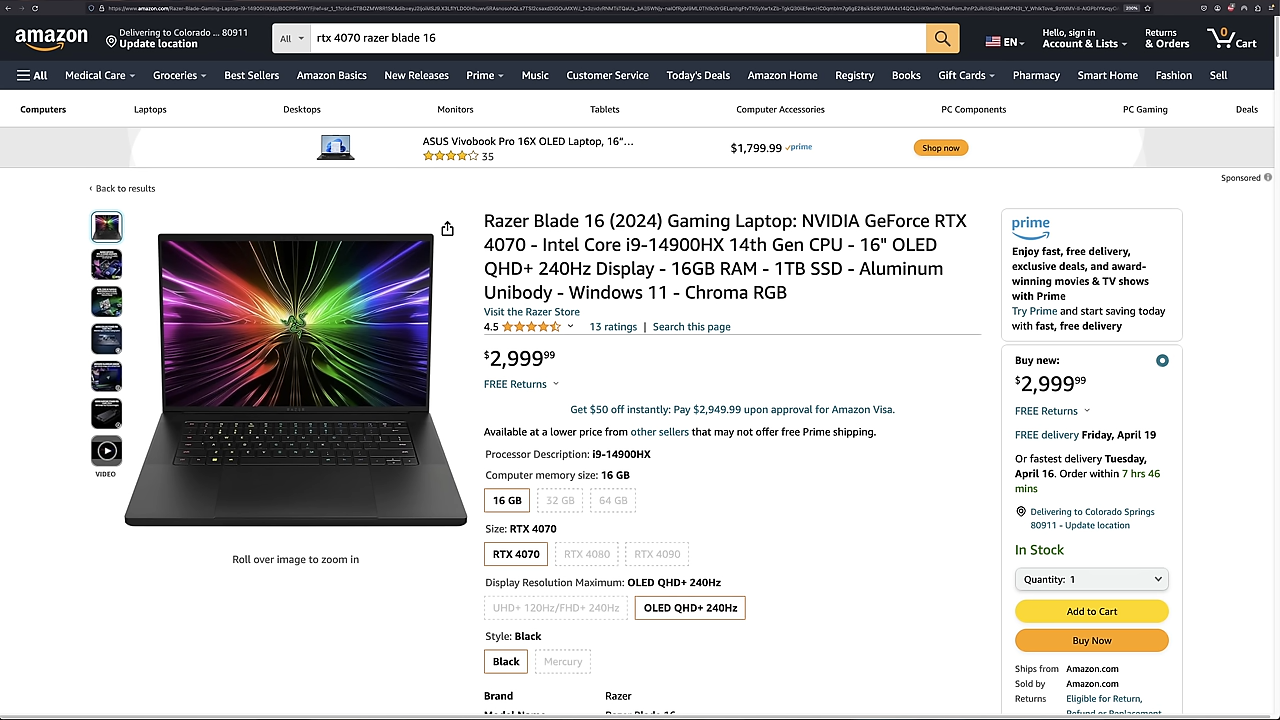 amazon
Delivering to Colorado ... 80911
Update location
All
rtx 4070 razer blade 16
EN
Hello, sign in
Account & Lists
Returns
& Orders
0
Cart
All
Medical Care
Groceries
Best Sellers
Amazon Basics
New Releases
Prime
Music
Customer Service
Today's Deals
Amazon Home
Registry
Books
Gift Cards
Pharmacy
Smart Home
Fashion
Sell
Computers
Laptops
Desktops
Monitors
Tablets
Computer Accessories
PC Components
PC Gaming
Deals
ASUS Vivobook Pro 16X OLED Laptop, 16"...
35
$1,799.99 prime
Shop now
Sponsored
‹ Back to results
VIDEO
RAZER
Roll over image to zoom in
Razer Blade 16 (2024) Gaming Laptop: NVIDIA GeForce RTX
4070 - Intel Core i9-14900HX 14th Gen CPU - 16" OLED
QHD+ 240Hz Display - 16GB RAM - 1TB SSD - Aluminum
Unibody - Windows 11 - Chroma RGB
Visit the Razer Store
4.5 13 ratings | Search this page
$2,999 99
FREE Returns
Get $50 off instantly: Pay $2,949.99 upon approval for Amazon Visa.
Available at a lower price from other sellers that may not offer free Prime shipping.
Processor Description: i9-14900HX
Computer memory size: 16 GB
16 GB 32 GB 64 GB
Size: RTX 4070
RTX 4070 RTX 4080 RTX 4090
Display Resolution Maximum: OLED QHD+ 240Hz
UHD+ 120Hz/FHD+ 240Hz OLED QHD+ 240Hz
Style: Black
Black Mercury
Brand Razer
Model Name Razer Blade 16
prime
Enjoy fast, free delivery,
exclusive deals, and award-
winning movies & TV shows
with Prime
Try Prime and start saving today
with fast, free delivery
Buy new:
$2,999 99
FREE Returns
FREE delivery Friday, April 19
Or fastest delivery Tuesday,
April 16. Order within 7 hrs 46
mins
Delivering to Colorado Springs
80911 - Update location
In Stock
Quantity: 1
Add to Cart
Buy Now
Ships from Amazon.com
Sold by Amazon.com
Returns Eligible for Return,
Refund or Replacement